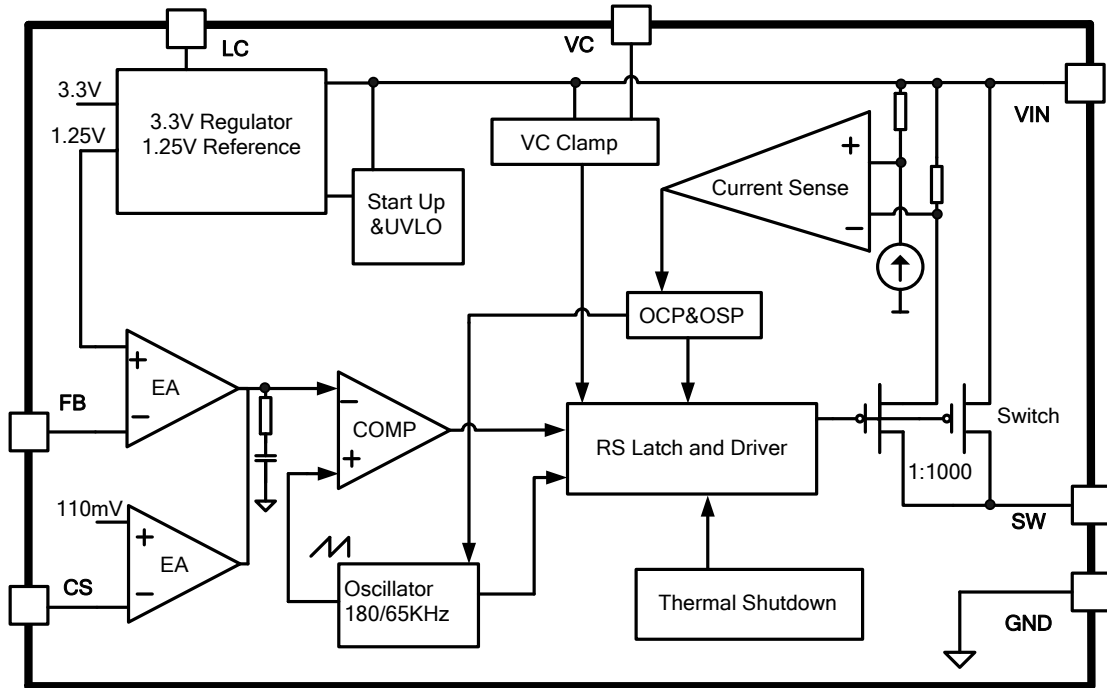 LC
VC
VIN
3.3V
1.25V
3.3V Regulator
1.25V Reference
Start Up
&UVLO
VC Clamp
+
Current Sense
−
OCP&OSP
FB
+
EA
−
−
COMP
+
RS Latch and Driver
Switch
1:1000
SW
110mV
CS
+
EA
−
Oscillator
180/65KHz
Thermal Shutdown
GND